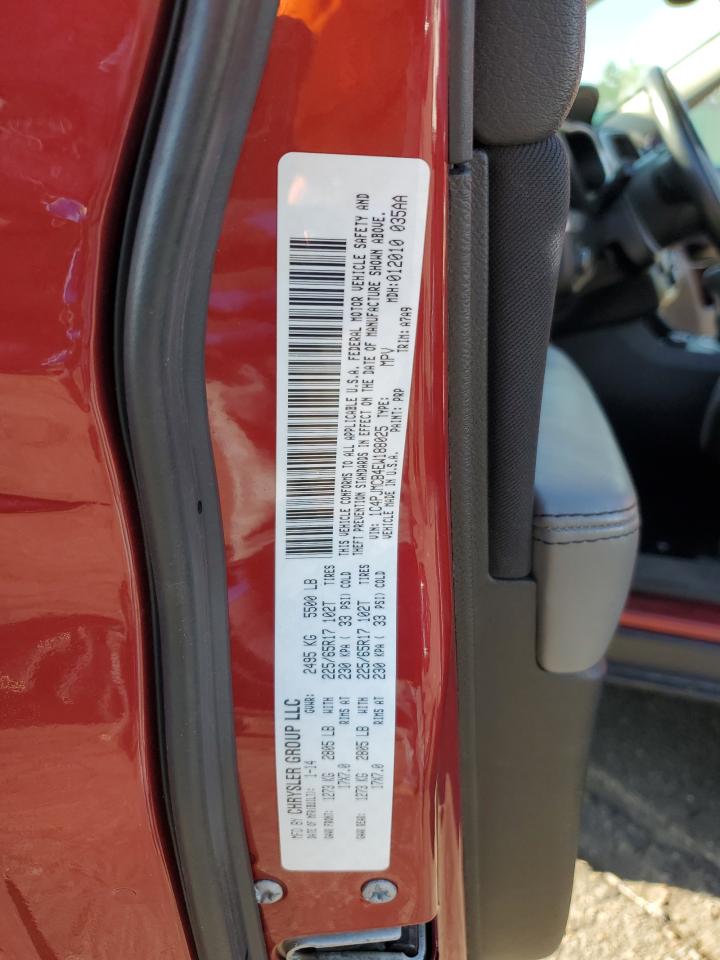 MFD BY CHRYSLER GROUP LLC
DATE OF MFR: 1-14 GVWR: 2495 KG 5500 LB
GAWR FRONT: 1273 KG 2805 LB WITH 225/65R17 102T TIRES
17X7.0 RIMS AT 230 KPA ( 33 PSI) COLD
GAWR REAR: 1273 KG 2805 LB WITH 225/65R17 102T TIRES
17X7.0 RIMS AT 230 KPA ( 33 PSI) COLD
THIS VEHICLE CONFORMS TO ALL APPLICABLE U.S.A. FEDERAL MOTOR VEHICLE SAFETY AND
THEFT PREVENTION STANDARDS IN EFFECT ON THE DATE OF MANUFACTURE SHOWN ABOVE.
VIN: 1C4PJMCB4EW188025 TYPE: MPV MDH:012010 035AA
VEHICLE MADE IN U.S.A. PAINT: PRP TRIM: A7A9